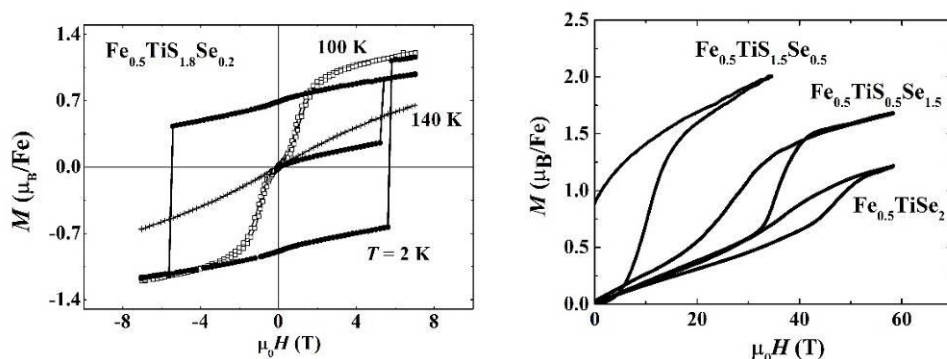 Fe0.5TiS1.8Se0.2
100 K
140 K
T = 2 K
1.4
0.7
0.0
-0.7
-1.4
-8
-4
0
4
8
M (μB/Fe)
μ0H (T)
Fe0.5TiS1.5Se0.5
Fe0.5TiS0.5Se1.5
Fe0.5TiSe2
2.5
2.0
1.5
1.0
0.5
0.0
0
20
40
60
80
M (μB/Fe)
μ0H (T)